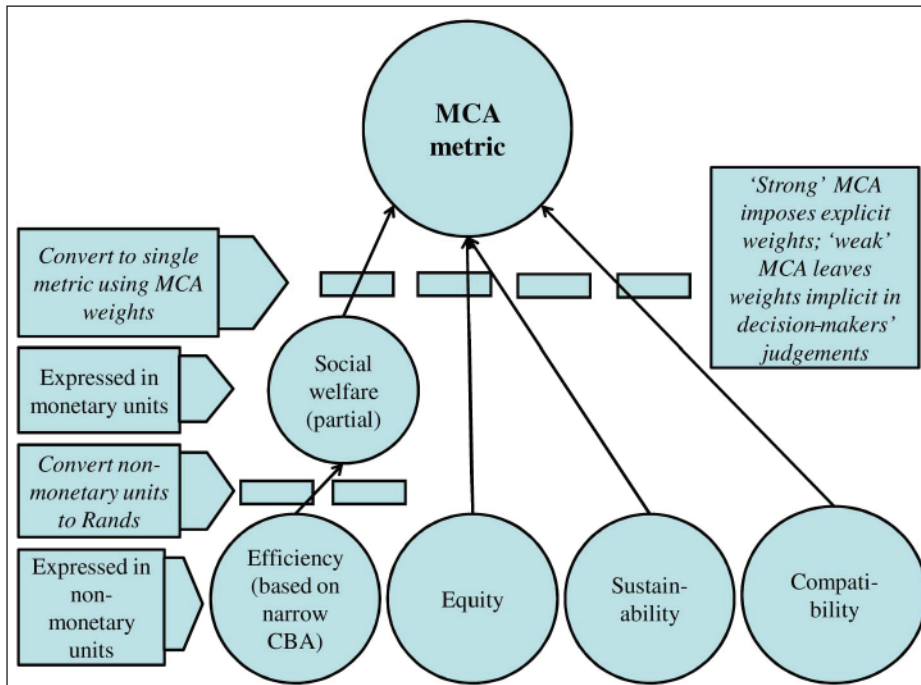 MCA
metric
'Strong' MCA
imposes explicit
weights; 'weak'
MCA leaves
weights implicit in
decision-makers'
judgements
Convert to single
metric using MCA
weights
Social
welfare
(partial)
Expressed in
monetary units
Convert non-
monetary units
to Rands
Expressed in
non-
monetary
units
Efficiency
(based on
narrow
CBA)
Equity
Sustain-
ability
Compati-
bility